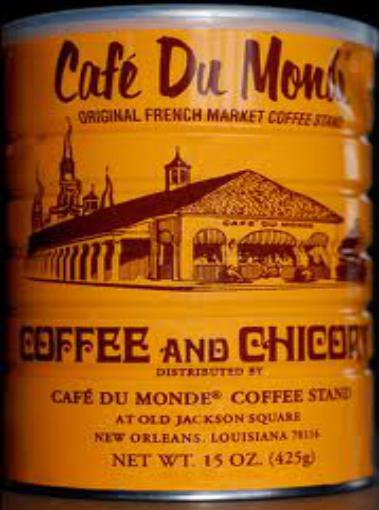 Café Du Monde
ORIGINAL FRENCH MARKET COFFEE STAND
CAFE DU MONDE
COFFEE AND CHICORY
DISTRIBUTED BY
CAFÉ DU MONDE® COFFEE STAND
AT OLD JACKSON SQUARE
NEW ORLEANS, LOUISIANA 70116
NET WT. 15 OZ. (425g)